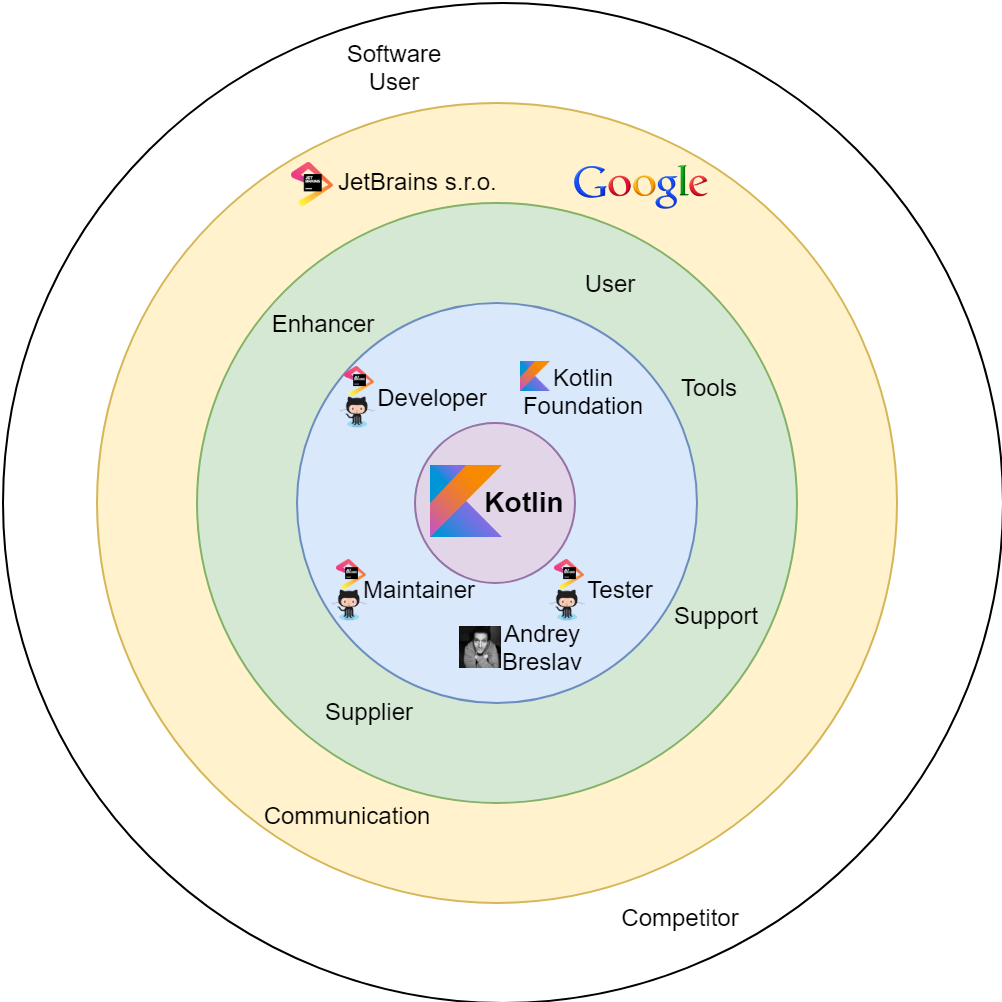 Software
User
JetBrains s.r.o.
Google
User
Enhancer
Tools
Developer
Kotlin
Foundation
Kotlin
Maintainer
Tester
Support
Andrey
Breslav
Supplier
Communication
Competitor